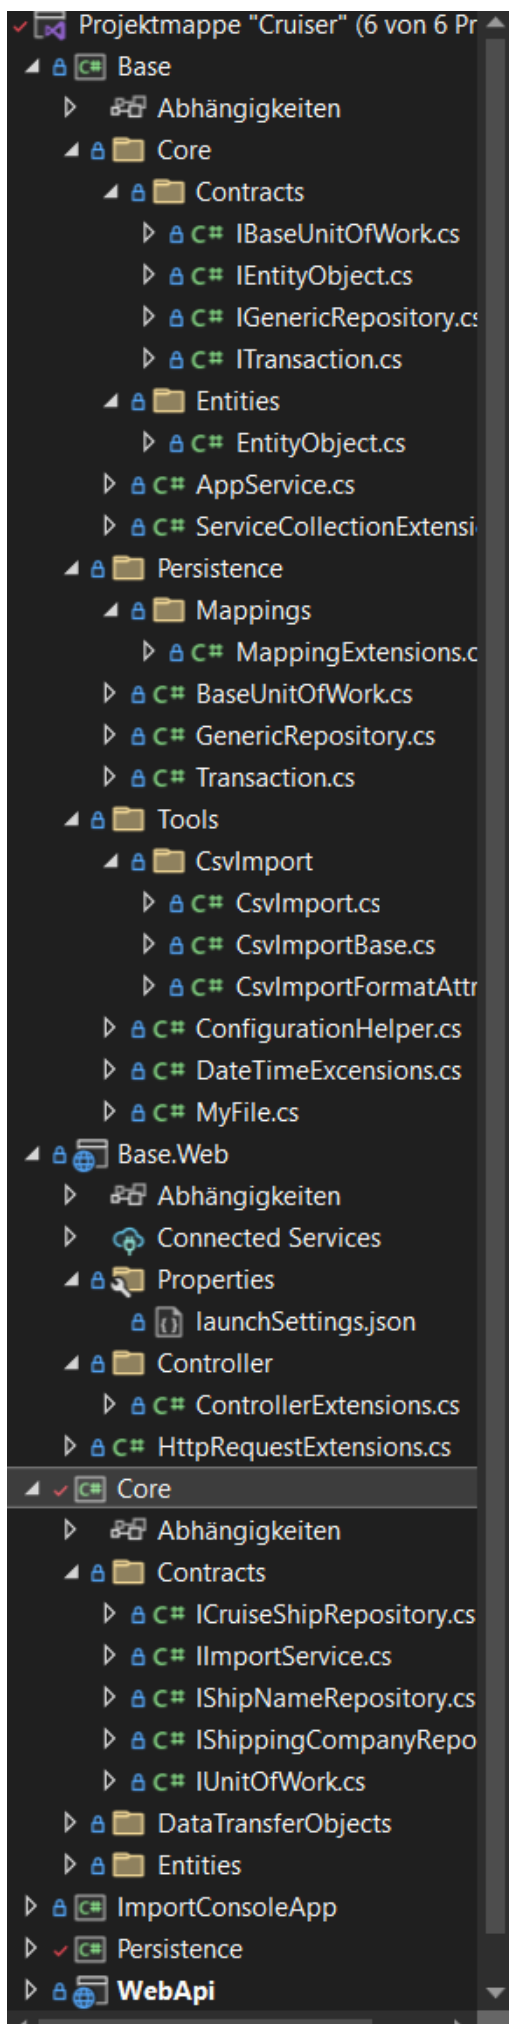 Projektmappe "Cruiser" (6 von 6 Pr
C# Base
Abhängigkeiten
Core
Contracts
C# IBaseUnitOfWork.cs
C# IEntityObject.cs
C# IGenericRepository.cs
C# ITransaction.cs
Entities
C# EntityObject.cs
C# AppService.cs
C# ServiceCollectionExtensi
Persistence
Mappings
C# MappingExtensions.c
C# BaseUnitOfWork.cs
C# GenericRepository.cs
C# Transaction.cs
Tools
CsvImport
C# CsvImport.cs
C# CsvImportBase.cs
C# CsvImportFormatAttr
C# ConfigurationHelper.cs
C# DateTimeExcensions.cs
C# MyFile.cs
Base.Web
Abhängigkeiten
Connected Services
Properties
launchSettings.json
Controller
C# ControllerExtensions.cs
C# HttpRequestExtensions.cs
C# Core
Abhängigkeiten
Contracts
C# ICruiseShipRepository.cs
C# IImportService.cs
C# IShipNameRepository.cs
C# IShippingCompanyRepo
C# IUnitOfWork.cs
DataTransferObjects
Entities
C# ImportConsoleApp
C# Persistence
WebApi